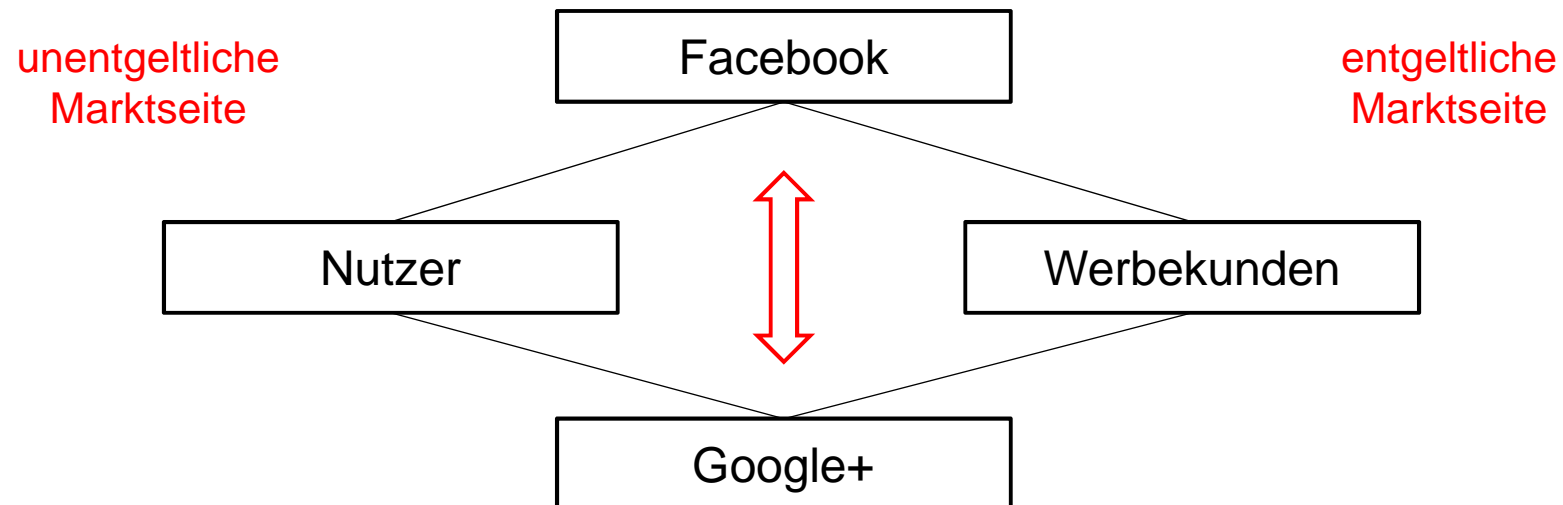 unentgeltliche
Marktseite
Facebook
entgeltliche
Marktseite
Nutzer
Werbekunden
Google+